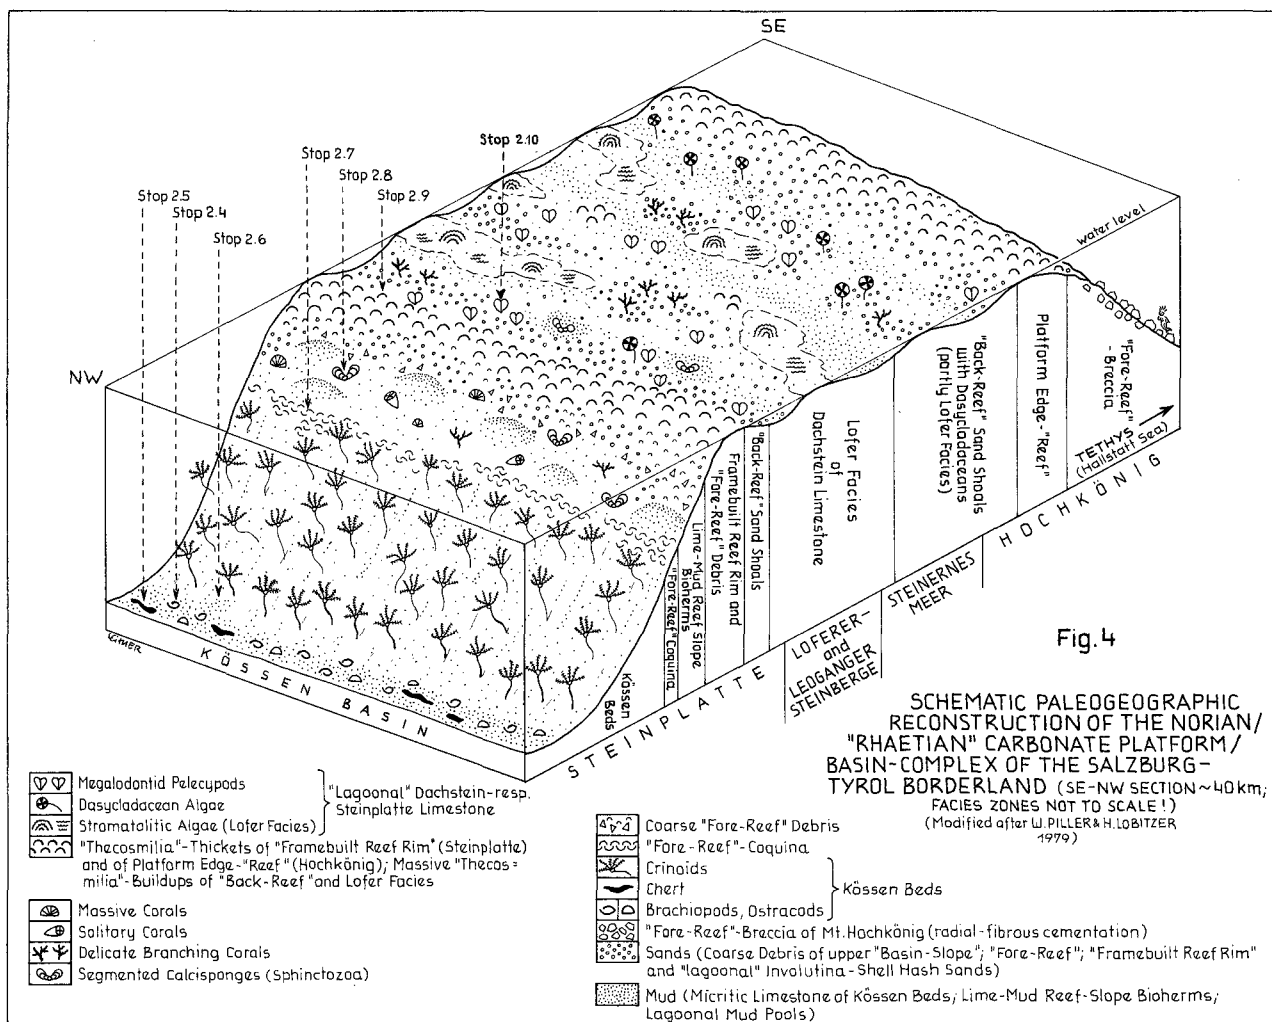 SE
Stop 2.7
Stop 2.10
Stop 2.8
Stop 2.5
Stop 2.9
Stop 2.4
Stop 2.6
water level
NW
"Fore-Reef"
- Breccia
Platform Edge-"Reef"
"Back-Reef" Sand Shoals
with Dasycladaceans
(partly Lofer Facies)
Lofer Facies
of
Dachstein Limestone
"Back-Reef" Sand Shoals
Framebuilt Reef Rim and
"Fore-Reef" Debris
Lime-Mud Reef Slope
Bioherms
"Fore-Reef" Coquina
Kössen
Beds
TETHYS
(Hallstatt Sea)
HOCHKÖNIG
STEINERNES
MEER
LOFERER-
and
LEOGANGER
STEINBERGE
STEINPLATTE
KÖSSEN BASIN
Fig.4
SCHEMATIC PALEOGEOGRAPHIC
RECONSTRUCTION OF THE NORIAN/
"RHAETIAN" CARBONATE PLATFORM/
BASIN-COMPLEX OF THE SALZBURG-
TYROL BORDERLAND (SE-NW SECTION ~40km;
FACIES ZONES NOT TO SCALE!)
(Modified after W.PILLER & H.LOBITZER
1979)
Megalodontid Pelecypods
Dasycladacean Algae
Stromatolitic Algae (Lofer Facies)
"Lagoonal" Dachstein-resp.
Steinplatte Limestone
"Thecosmilia"-Thickets of "Framebuilt Reef Rim" (Steinplatte)
and of Platform Edge-"Reef" (Hochkönig); Massive "Thecos=
milia"-Buildups of "Back-Reef" and Lofer Facies
Massive Corals
Solitary Corals
Delicate Branching Corals
Segmented Calcisponges (Sphinctozoa)
Coarse "Fore-Reef" Debris
"Fore-Reef"-Coquina
Crinoids
Chert
Brachiopods, Ostracods
Kössen Beds
"Fore-Reef"-Breccia of Mt.Hochkönig (radial-fibrous cementation)
Sands (Coarse Debris of upper "Basin-Slope"; "Fore-Reef"; "Framebuilt Reef Rim"
and "lagoonal" Involutina-Shell Hash Sands)
Mud (Micritic Limestone of Kössen Beds; Lime-Mud Reef-Slope Bioherms;
Lagoonal Mud Pools)